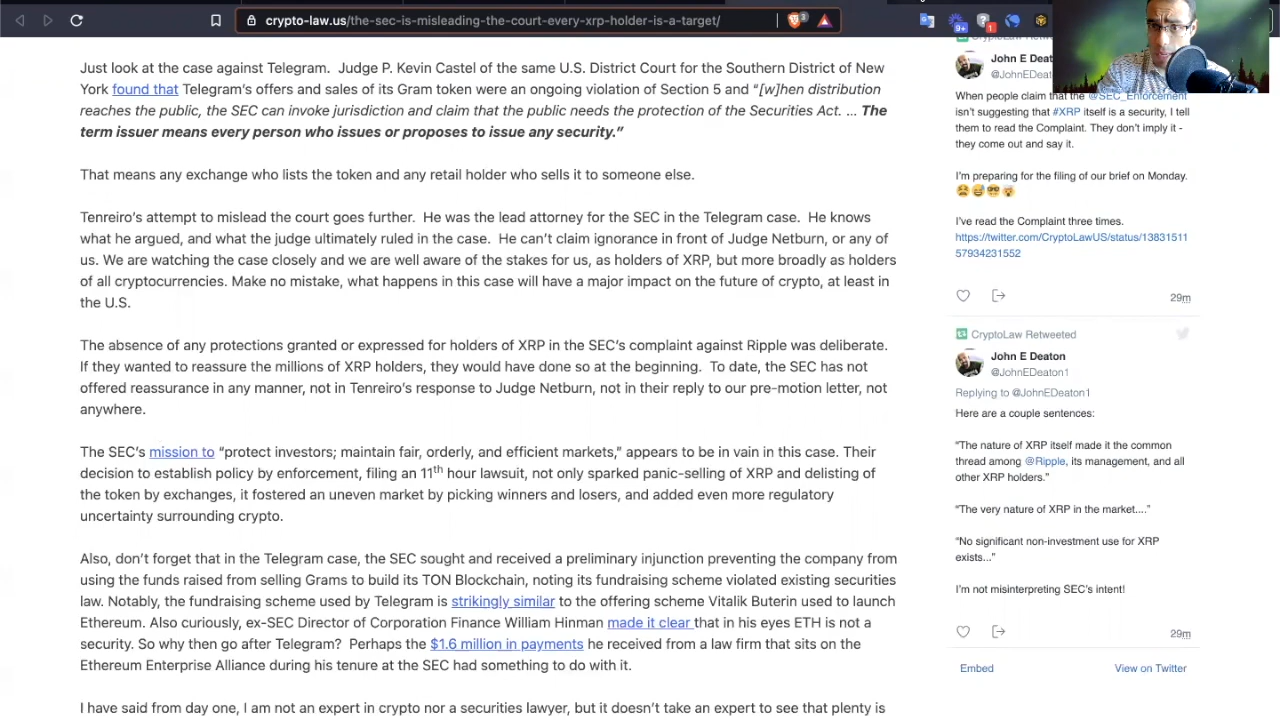 crypto-law.us/the-sec-is-misleading-the-court-every-xrp-holder-is-a-target/
3
9+
1
Just look at the case against Telegram.  Judge P. Kevin Castel of the same U.S. District Court for the Southern District of New
York found that Telegram's offers and sales of its Gram token were an ongoing violation of Section 5 and “[w]hen distribution
reaches the public, the SEC can invoke jurisdiction and claim that the public needs the protection of the Securities Act. … The
term issuer means every person who issues or proposes to issue any security.”
That means any exchange who lists the token and any retail holder who sells it to someone else.
Tenreiro's attempt to mislead the court goes further.  He was the lead attorney for the SEC in the Telegram case.  He knows
what he argued, and what the judge ultimately ruled in the case.  He can't claim ignorance in front of Judge Netburn, or any of
us. We are watching the case closely and we are well aware of the stakes for us, as holders of XRP, but more broadly as holders
of all cryptocurrencies. Make no mistake, what happens in this case will have a major impact on the future of crypto, at least in
the U.S.
The absence of any protections granted or expressed for holders of XRP in the SEC's complaint against Ripple was deliberate.
If they wanted to reassure the millions of XRP holders, they would have done so at the beginning.  To date, the SEC has not
offered reassurance in any manner, not in Tenreiro's response to Judge Netburn, not in their reply to our pre-motion letter, not
anywhere.
The SEC's mission to “protect investors; maintain fair, orderly, and efficient markets,” appears to be in vain in this case. Their
decision to establish policy by enforcement, filing an 11th hour lawsuit, not only sparked panic-selling of XRP and delisting of
the token by exchanges, it fostered an uneven market by picking winners and losers, and added even more regulatory
uncertainty surrounding crypto.
Also, don't forget that in the Telegram case, the SEC sought and received a preliminary injunction preventing the company from
using the funds raised from selling Grams to build its TON Blockchain, noting its fundraising scheme violated existing securities
law. Notably, the fundraising scheme used by Telegram is strikingly similar to the offering scheme Vitalik Buterin used to launch
Ethereum. Also curiously, ex-SEC Director of Corporation Finance William Hinman made it clear that in his eyes ETH is not a
security. So why then go after Telegram?  Perhaps the $1.6 million in payments he received from a law firm that sits on the
Ethereum Enterprise Alliance during his tenure at the SEC had something to do with it.
I have said from day one, I am not an expert in crypto nor a securities lawyer, but it doesn't take an expert to see that plenty is
CryptoLaw Retweeted
John E Dea
@JohnEDeato
When people claim that the @SEC_Enforcement
isn't suggesting that #XRP itself is a security, I tell
them to read the Complaint. They don't imply it -
they come out and say it.
I'm preparing for the filing of our brief on Monday.
😫😅🤓🤯
I've read the Complaint three times.
https://twitter.com/CryptoLawUS/status/13831511
57934231552
29m
CryptoLaw Retweeted
John E Deaton
@JohnEDeaton1
Replying to @JohnEDeaton1
Here are a couple sentences:
“The nature of XRP itself made it the common
thread among @Ripple, its management, and all
other XRP holders.”
“The very nature of XRP in the market....”
“No significant non-investment use for XRP
exists...”
I'm not misinterpreting SEC's intent!
29m
Embed
View on Twitter